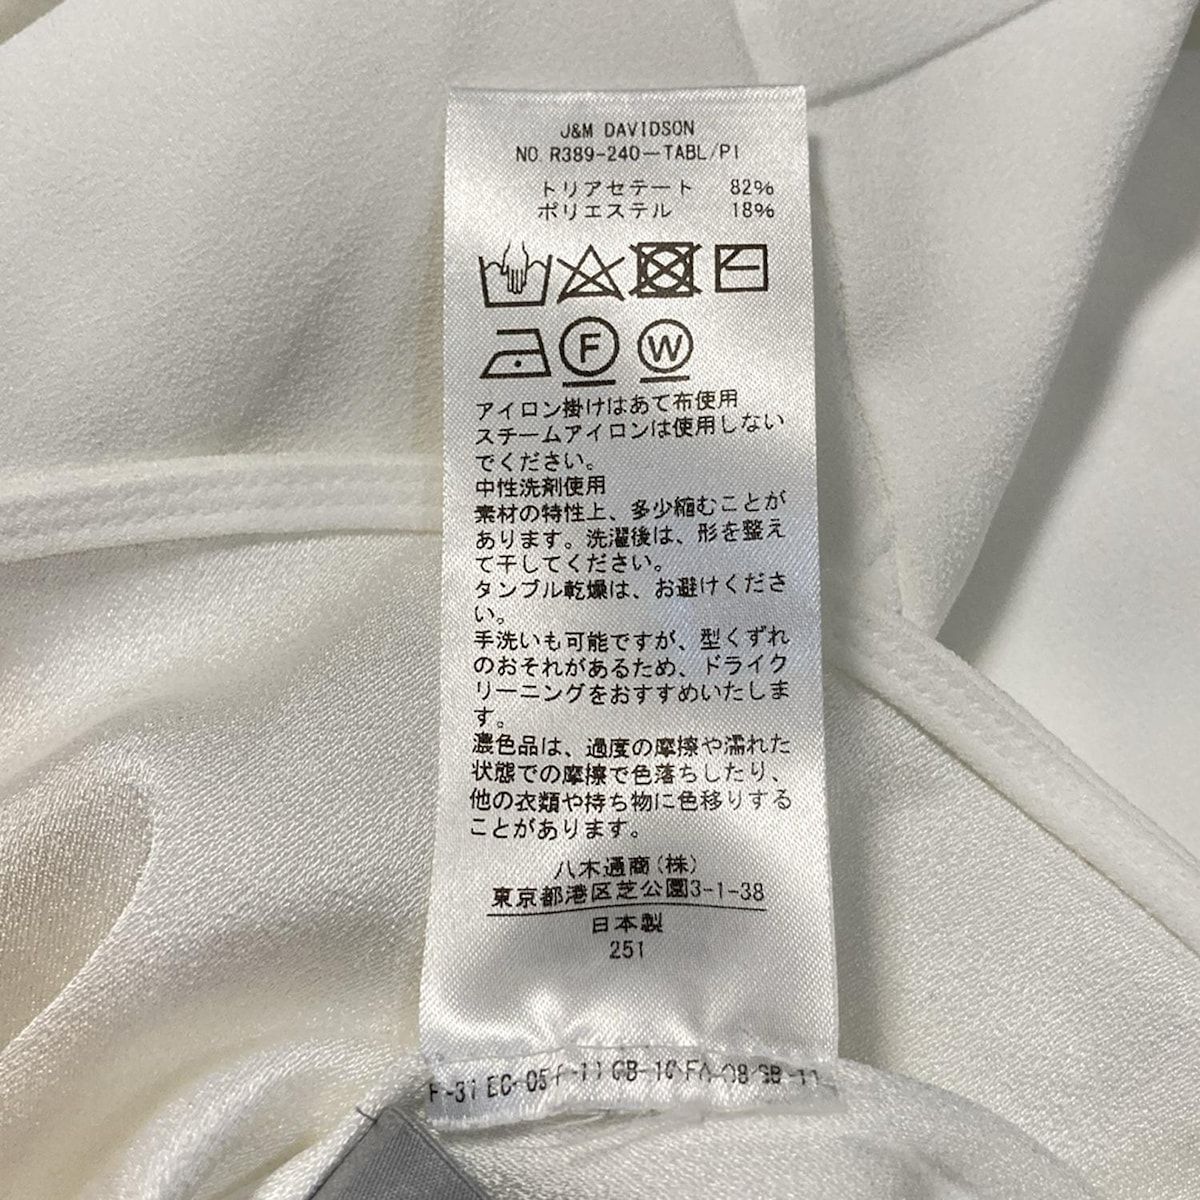 J&M DAVIDSON
NO R389-240-TABL/PI
トリアセテート 82%
ポリエステル 18%
F
W
アイロン掛けはあて布使用
スチームアイロンは使用しない
でください。
中性洗剤使用
素材の特性上、多少縮むことが
あります。洗濯後は、形を整え
て干してください。
タンブル乾燥は、お避けくださ
い。
手洗いも可能ですが、型くずれ
のおそれがあるため、ドライク
リーニングをおすすめいたしま
す。
濃色品は、過度の摩擦や濡れた
状態での摩擦で色落ちしたり、
他の衣類や持ち物に色移りする
ことがあります。
八木通商(株)
東京都港区芝公園3-1-38
日本製
251
-31 EC-05